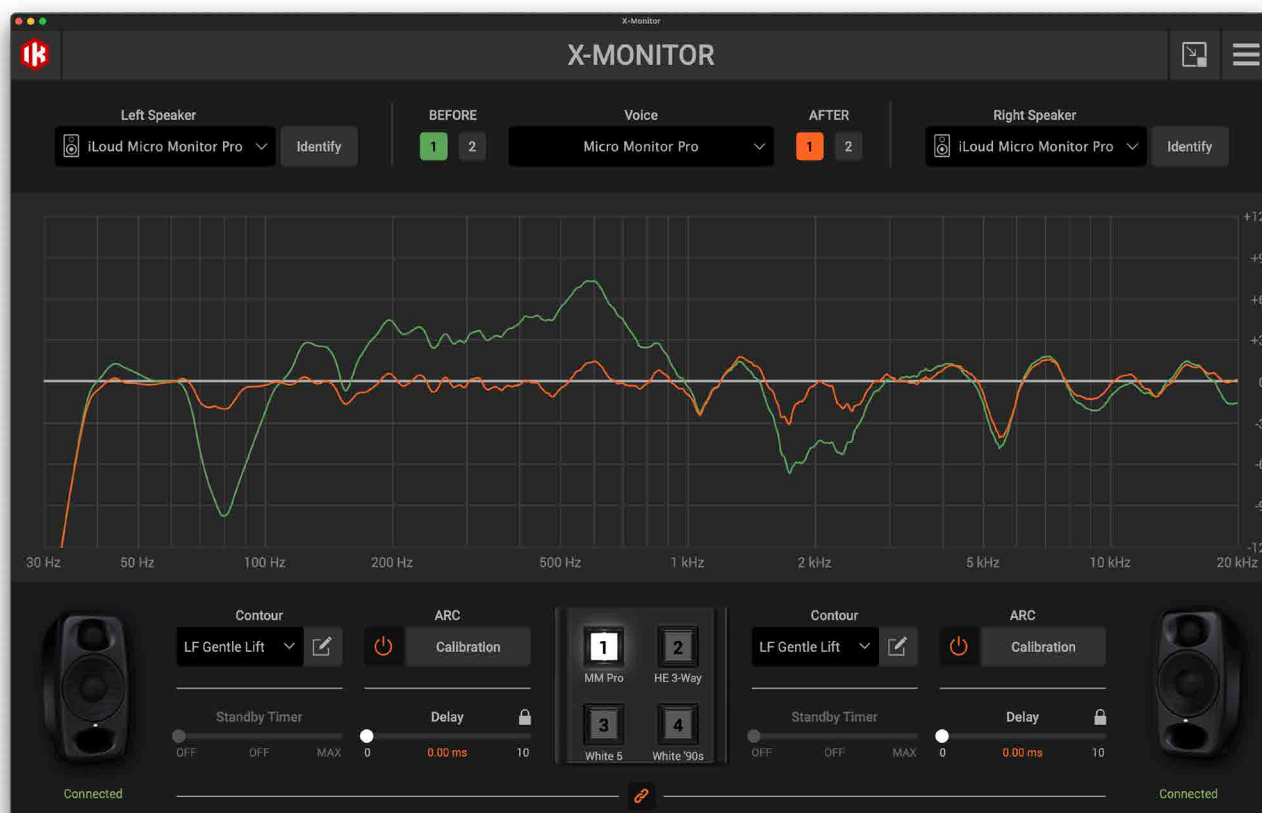 X-Monitor
X-MONITOR
Left Speaker
iLoud Micro Monitor Pro
Identify
BEFORE
1
2
Voice
Micro Monitor Pro
AFTER
1
2
Right Speaker
iLoud Micro Monitor Pro
Identify
+12
+9
+6
+3
0
-3
-6
-9
-12
30 Hz
50 Hz
100 Hz
200 Hz
500 Hz
1 kHz
2 kHz
5 kHz
10 kHz
20 kHz
Contour
LF Gentle Lift
ARC
Calibration
Standby Timer
OFF
OFF
MAX
Delay
0
0.00 ms
10
1
MM Pro
2
HE 3-Way
3
White 5
4
White '90s
Contour
LF Gentle Lift
ARC
Calibration
Standby Timer
OFF
OFF
MAX
Delay
0
0.00 ms
10
Connected
Connected